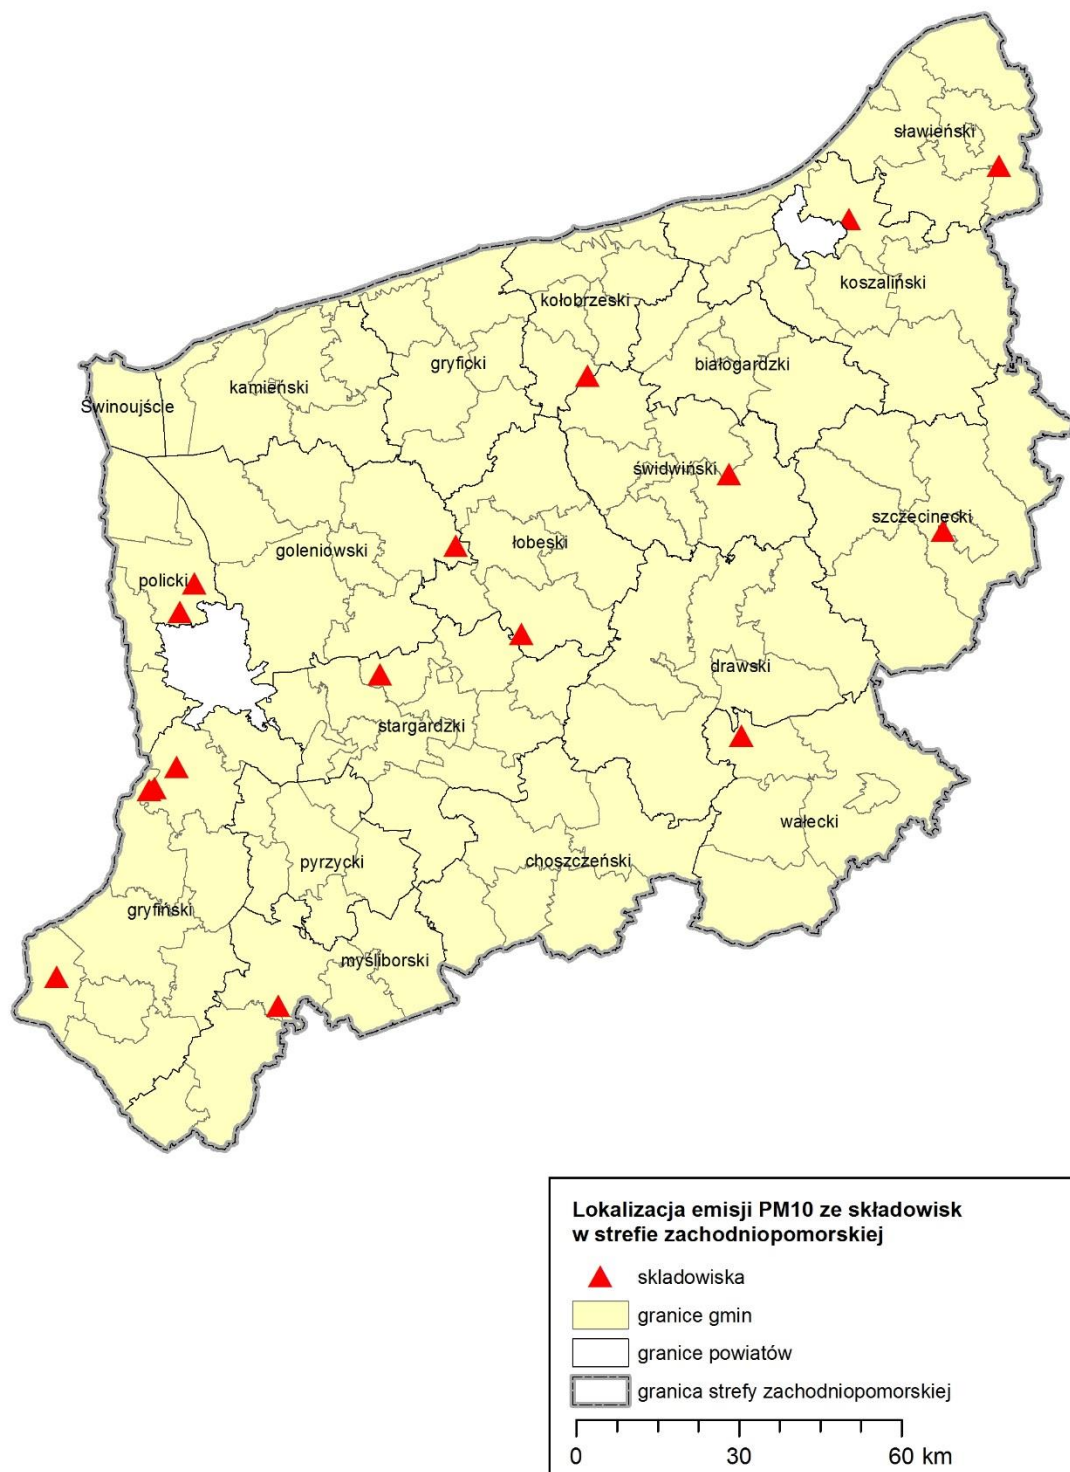 sławieński
koszaliński
kołobrzeski
białogardzki
gryficki
kamieński
Świnoujście
świdwiński
szczecinecki
łobeski
goleniowski
policki
drawski
stargardzki
wałecki
choszczeński
pyrzycki
gryfiński
myśliborski
Lokalizacja emisji PM10 ze składowisk
w strefie zachodniopomorskiej
skladowiska
granice gmin
granice powiatów
granica strefy zachodniopomorskiej
0 30 60 km